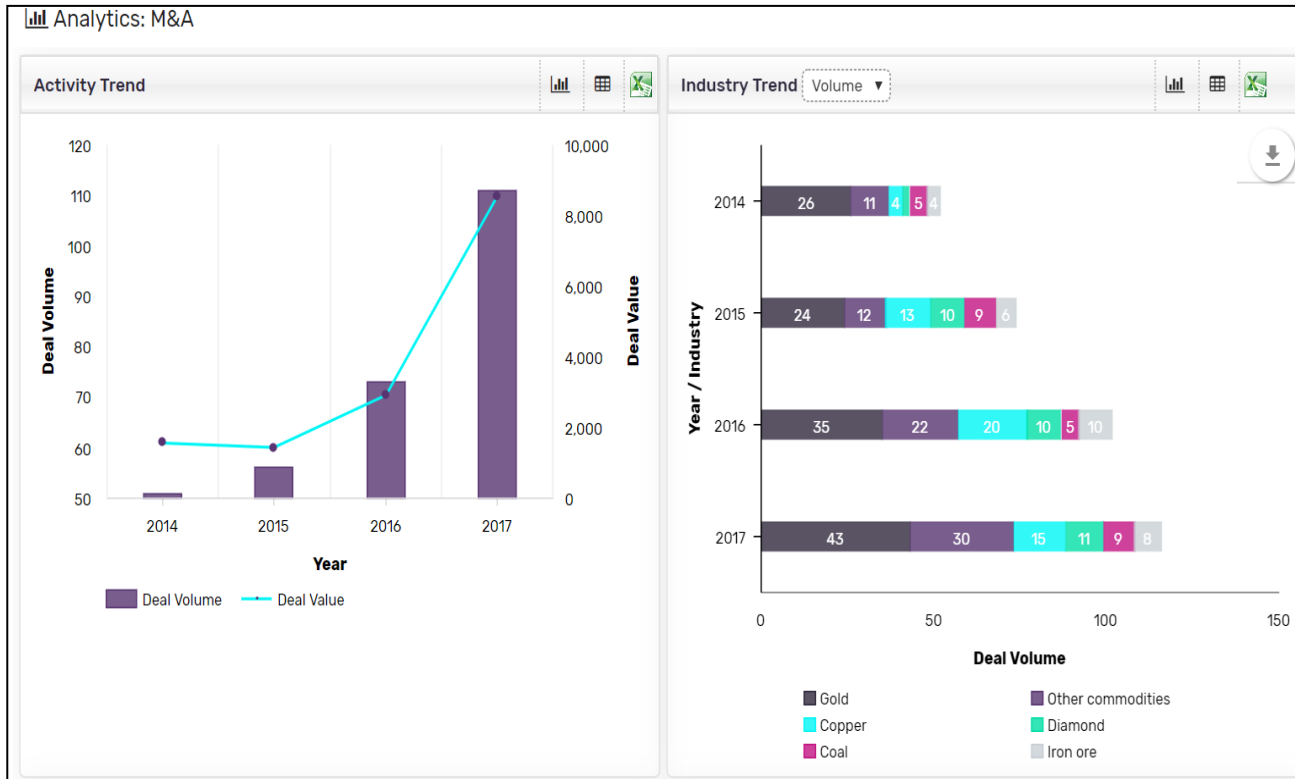 Analytics: M&A
Activity Trend
120
110
100
90
80
70
60
50
Deal Volume
10,000
8,000
6,000
4,000
2,000
0
Deal Value
2014 2015 2016 2017
Year
Deal Volume Deal Value
Industry Trend Volume ▼
Year / Industry
2014 26 11 4 5 4
2015 24 12 13 10 9 6
2016 35 22 20 10 5 10
2017 43 30 15 11 9 8
0 50 100 150
Deal Volume
Gold Other commodities
Copper Diamond
Coal Iron ore